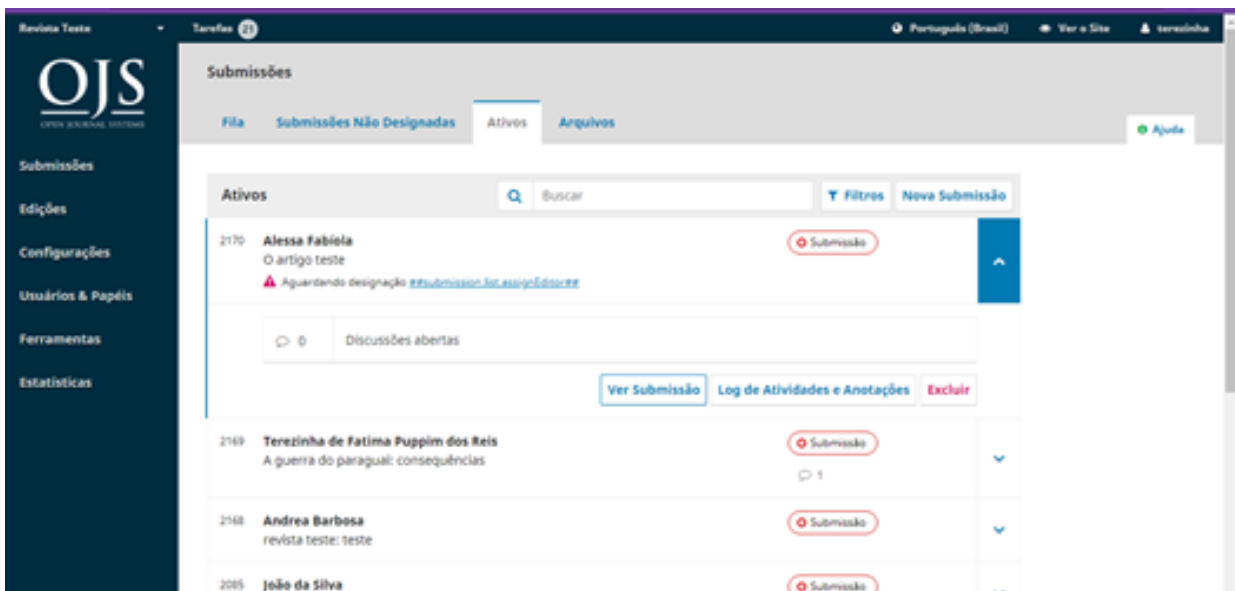 Revista Teste
Tarefas 21
Português (Brasil)
Ver o Site
terezinha
OJS
OPEN JOURNAL SYSTEMS
Submissões
Edições
Configurações
Usuários & Papéis
Ferramentas
Estatísticas
Submissões
Fila
Submissões Não Designadas
Ativos
Arquivos
Ajuda
Ativos
Buscar
Filtros
Nova Submissão
2170 Alessa Fabíola
Submissão
O artigo teste
Aguardando designação ##submission.list.assignEditor##
0 Discussões abertas
Ver Submissão
Log de Atividades e Anotações
Excluir
2169 Terezinha de Fatima Puppim dos Reis
Submissão
A guerra do paraguai: consequências
1
2168 Andrea Barbosa
Submissão
revista teste: teste
2085 João da Silva
Submissão